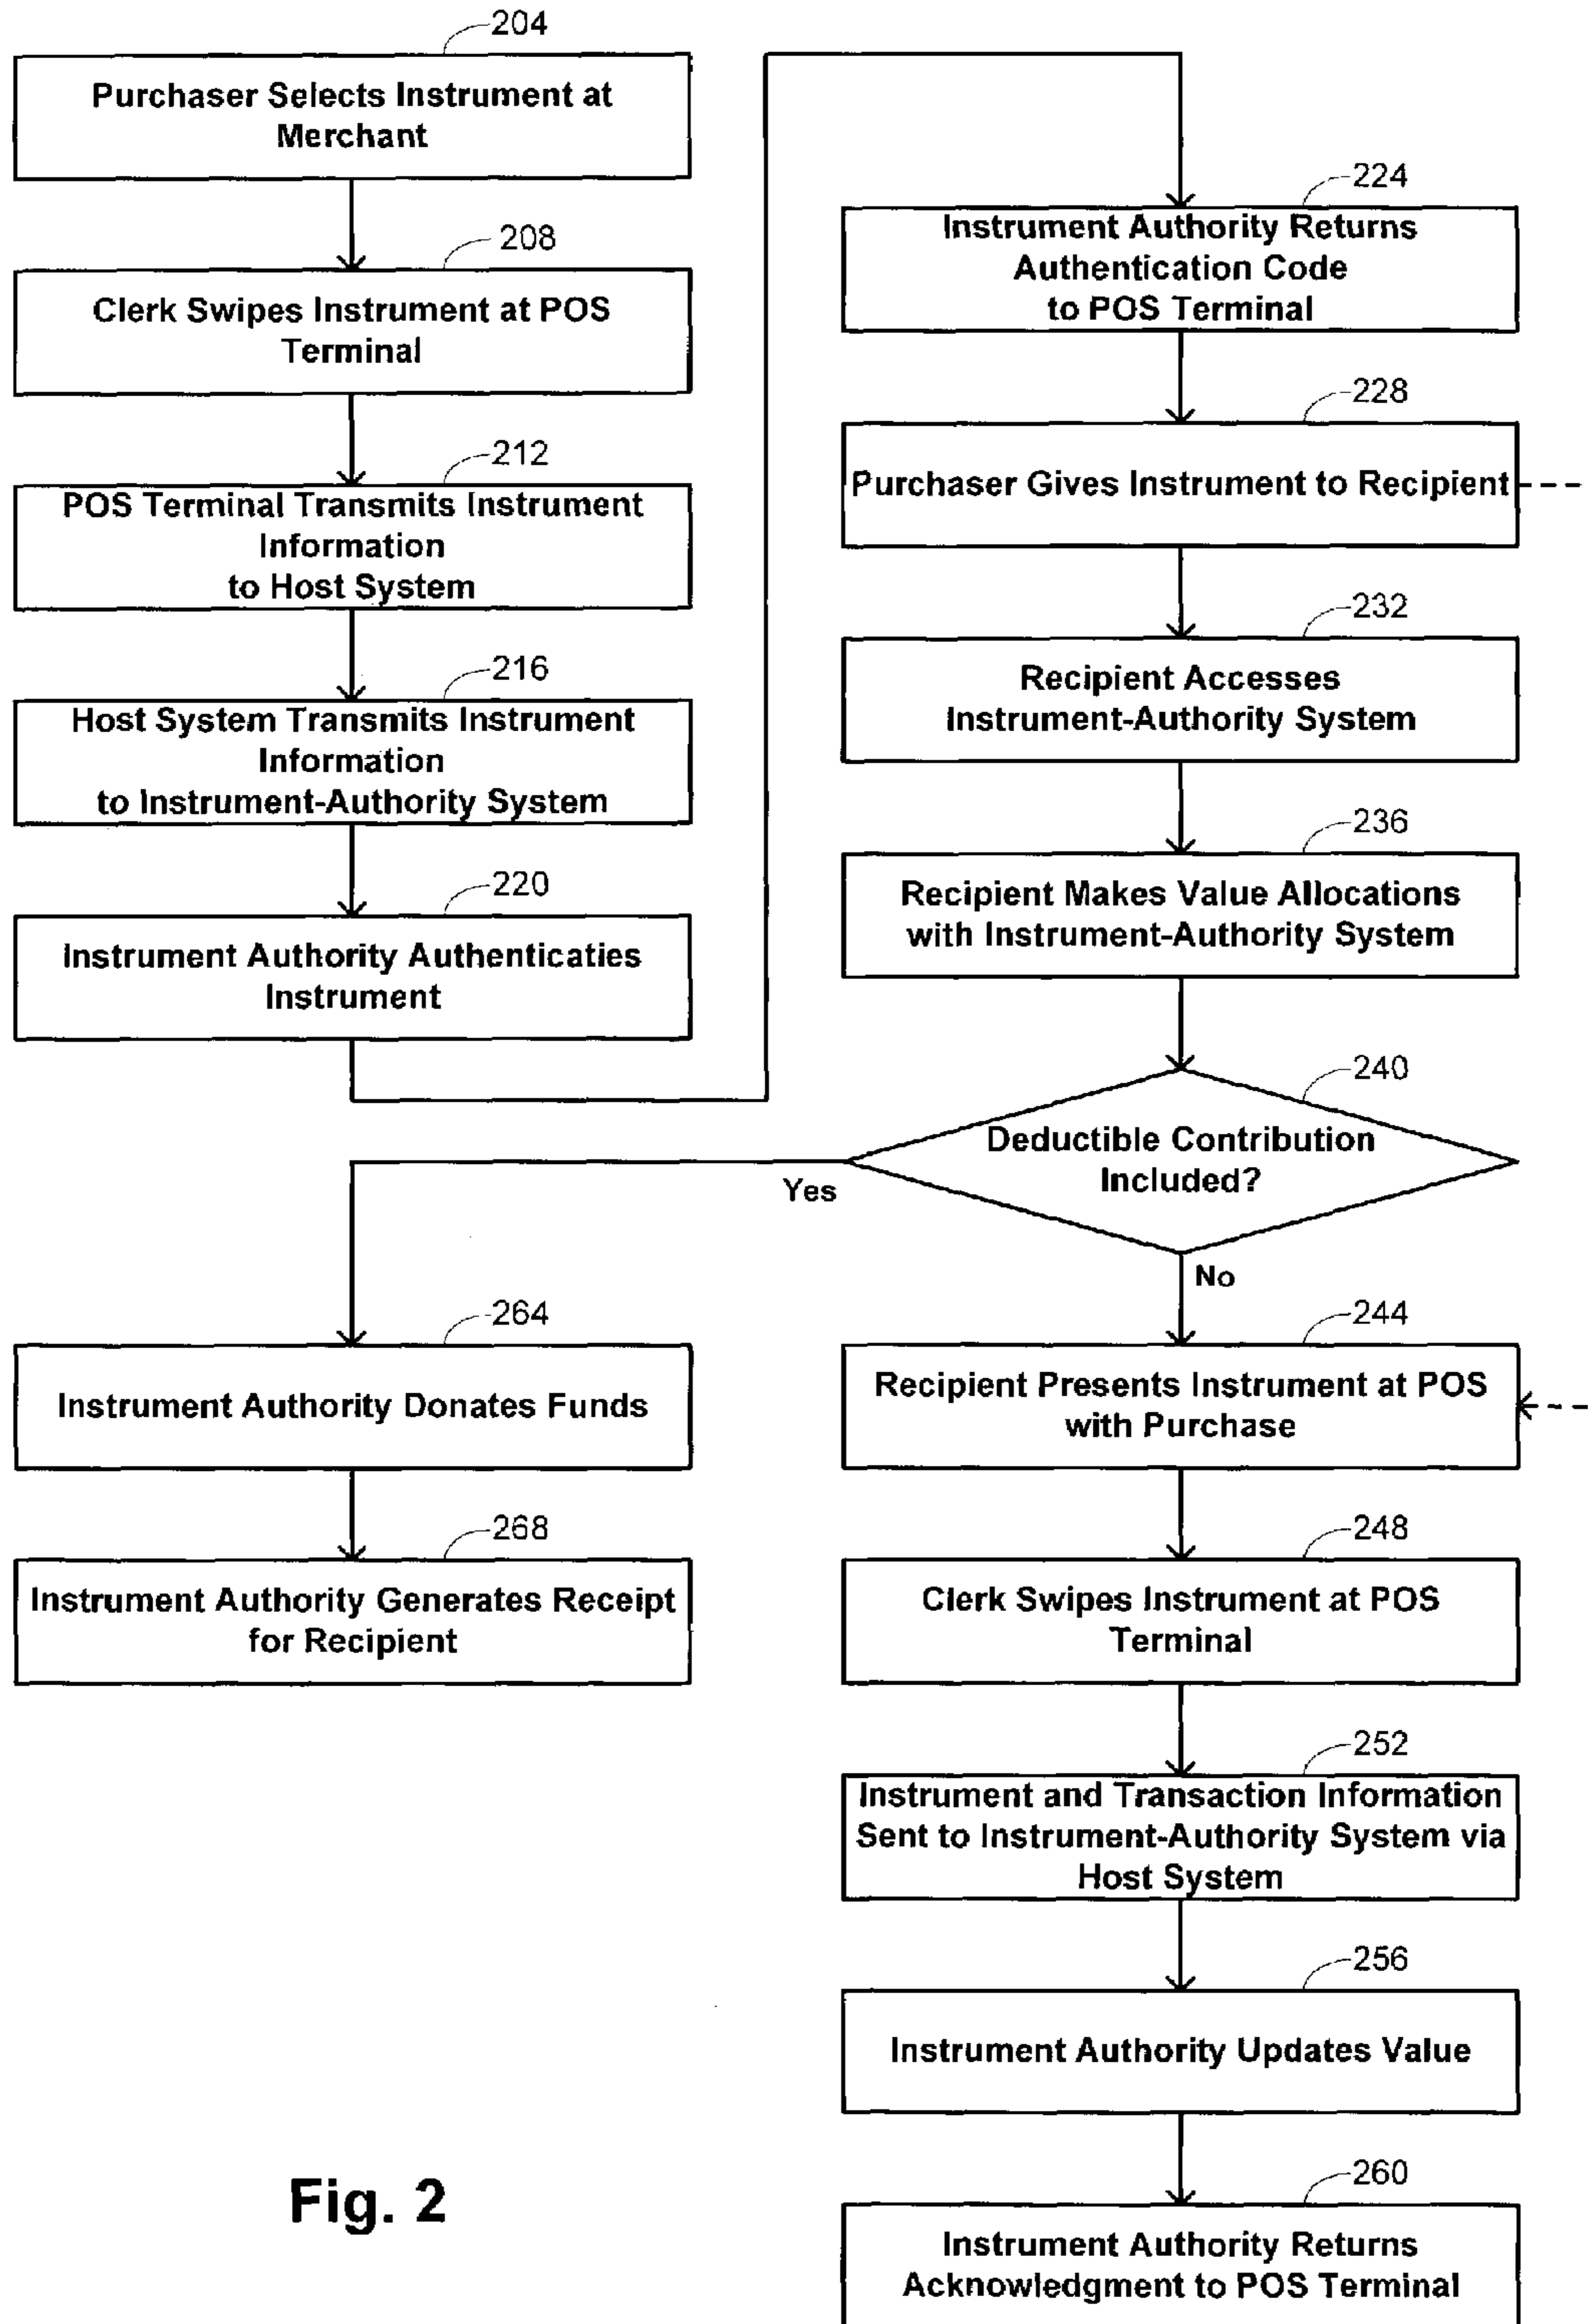 204
Purchaser Selects Instrument at
Merchant
208
Clerk Swipes Instrument at POS
Terminal
212
POS Terminal Transmits Instrument
Information
to Host System
216
Host System Transmits Instrument
Information
to Instrument-Authority System
220
Instrument Authority Authenticaties
Instrument
224
Instrument Authority Returns
Authentication Code
to POS Terminal
228
Purchaser Gives Instrument to Recipient
232
Recipient Accesses
Instrument-Authority System
236
Recipient Makes Value Allocations
with Instrument-Authority System
240
Deductible Contribution
Included?
Yes
No
264
Instrument Authority Donates Funds
268
Instrument Authority Generates Receipt
for Recipient
244
Recipient Presents Instrument at POS
with Purchase
248
Clerk Swipes Instrument at POS
Terminal
252
Instrument and Transaction Information
Sent to Instrument-Authority System via
Host System
256
Instrument Authority Updates Value
260
Instrument Authority Returns
Acknowledgment to POS Terminal
Fig. 2